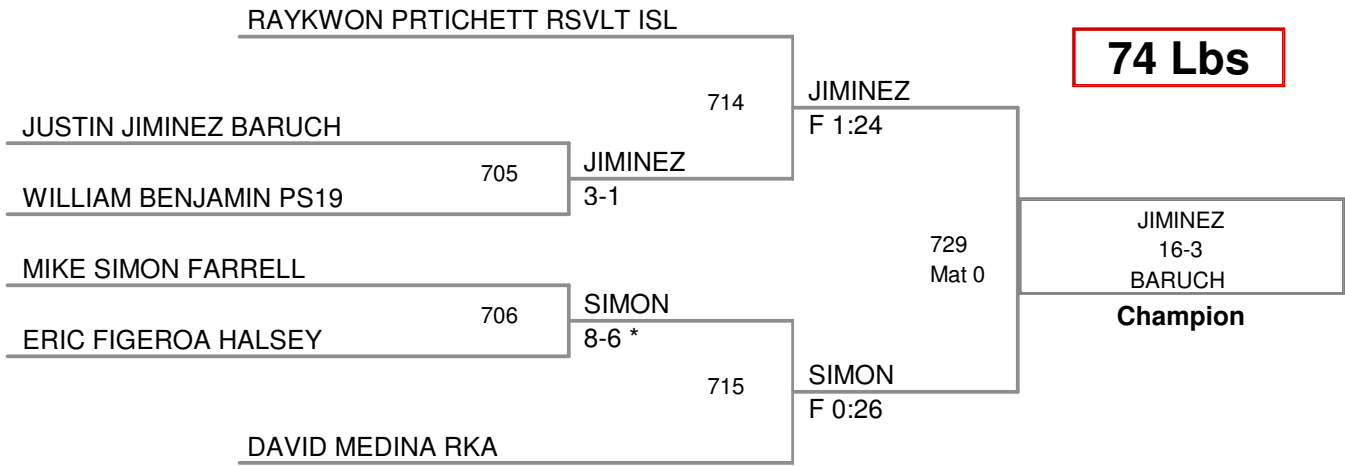 RAYKWON PRTICHETT RSVLT ISL
74 Lbs
714
JIMINEZ
F 1:24
JUSTIN JIMINEZ BARUCH
705
JIMINEZ
3-1
WILLIAM BENJAMIN PS19
729
Mat 0
JIMINEZ
16-3
BARUCH
Champion
MIKE SIMON FARRELL
706
SIMON
8-6 *
ERIC FIGEROA HALSEY
715
SIMON
F 0:26
DAVID MEDINA RKA